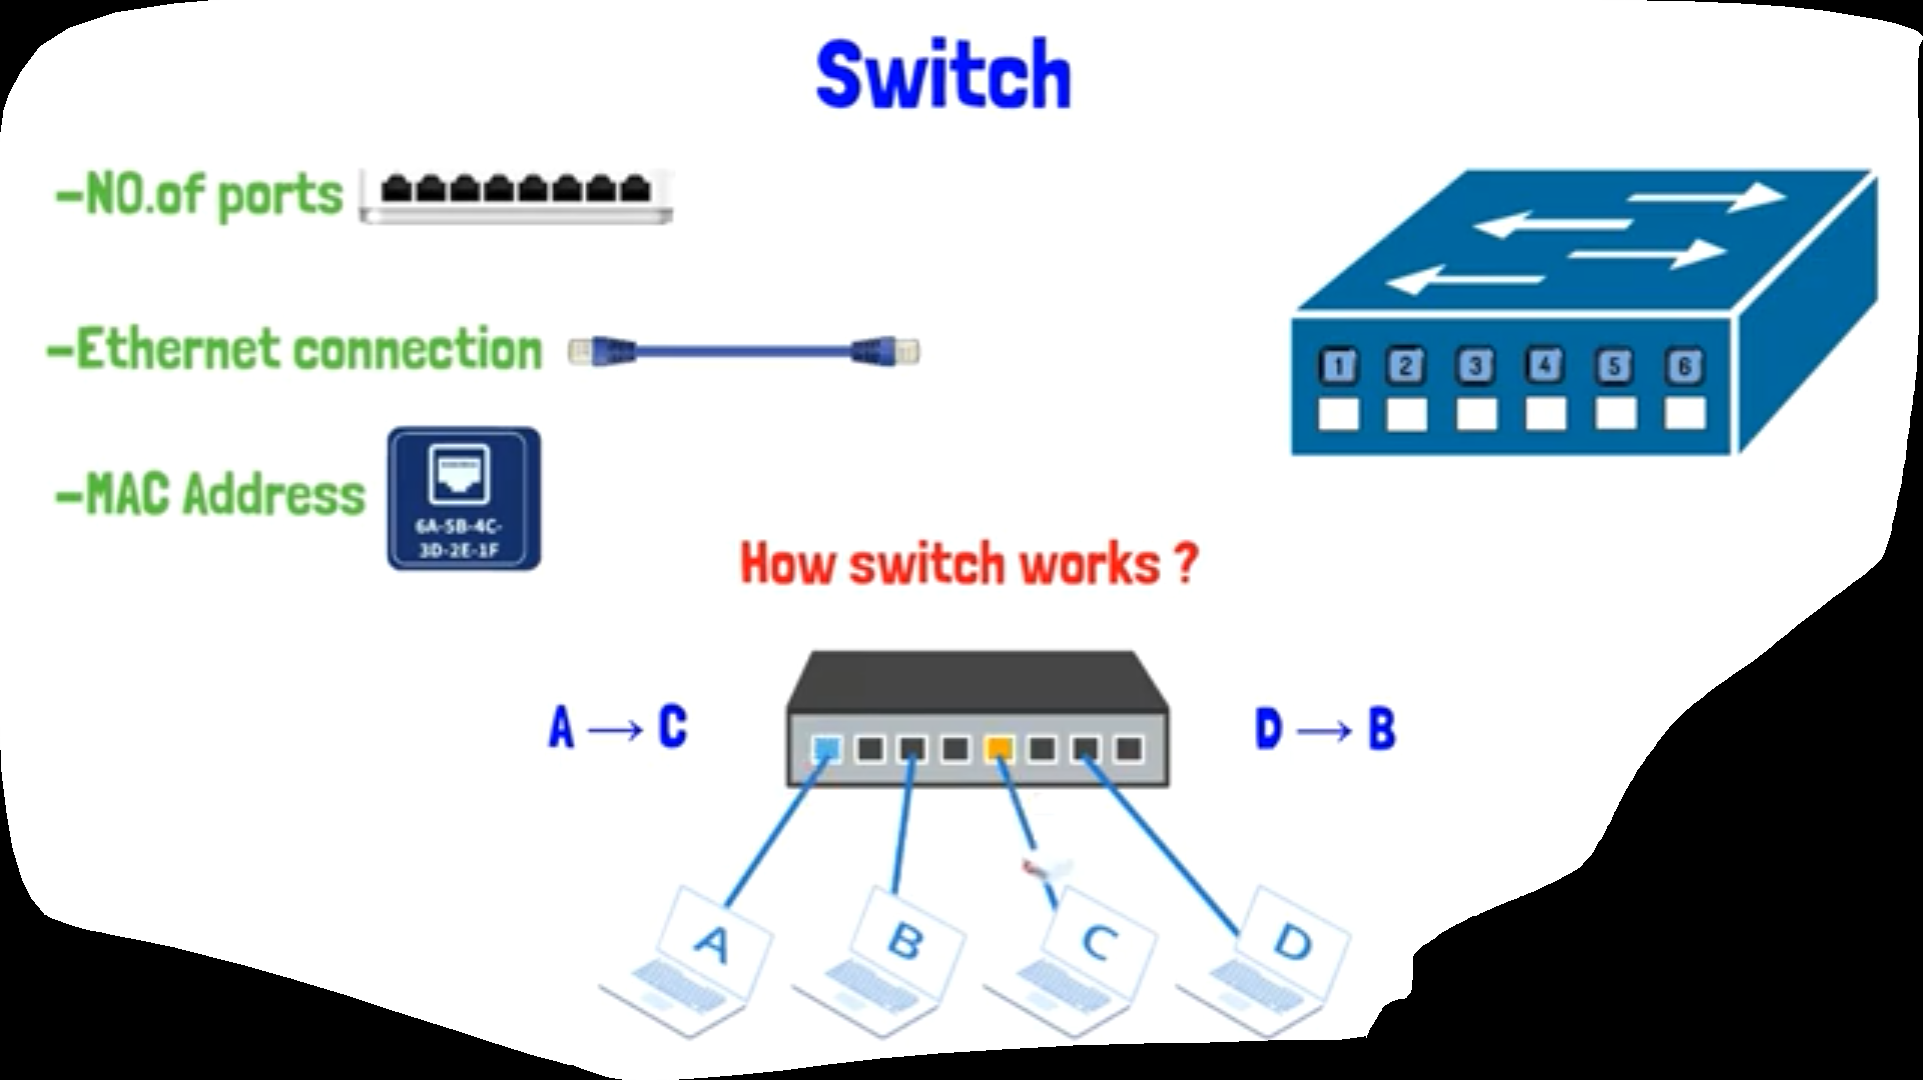 Switch
-NO.of ports
-Ethernet connection
-MAC Address
6A-5B-4C-
3D-2E-1F
1 2 3 4 5 6
How switch works ?
A → C
D → B
A B C D